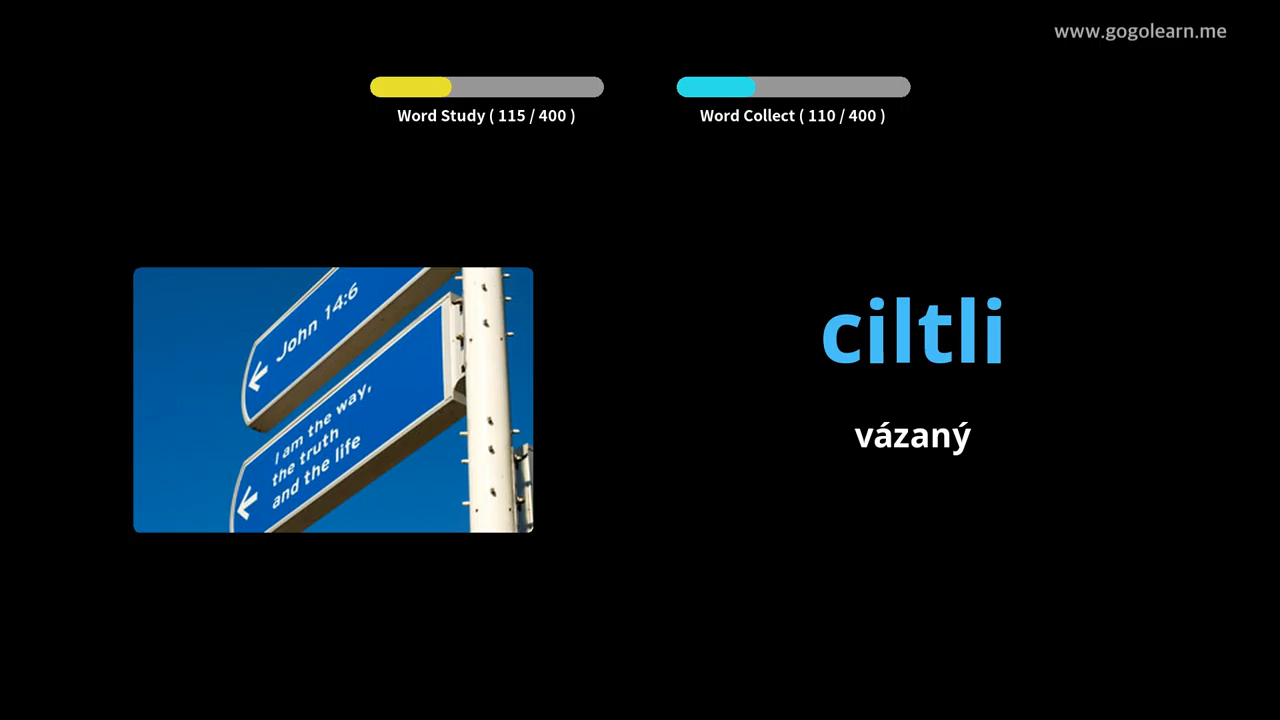 www.gogolearn.me
Word Study ( 115 / 400 )
Word Collect ( 110 / 400 )
John 14:6
I am the way,
the truth
and the life
ciltli
vázaný